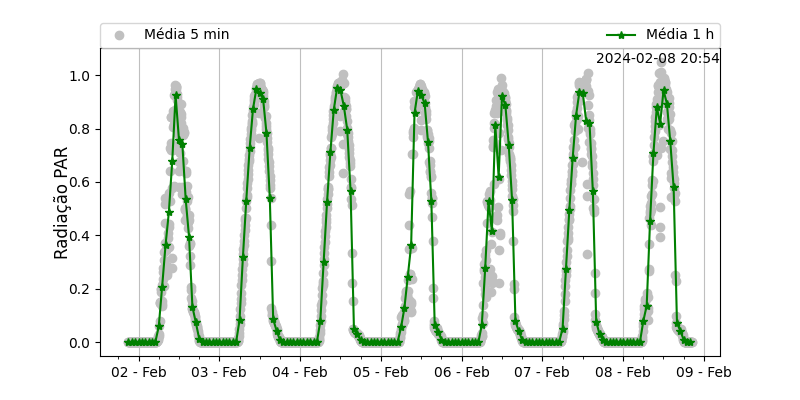 Média 5 min
Média 1 h
2024-02-08 20:54
Radiação PAR
1.0
0.8
0.6
0.4
0.2
0.0
02 - Feb
03 - Feb
04 - Feb
05 - Feb
06 - Feb
07 - Feb
08 - Feb
09 - Feb